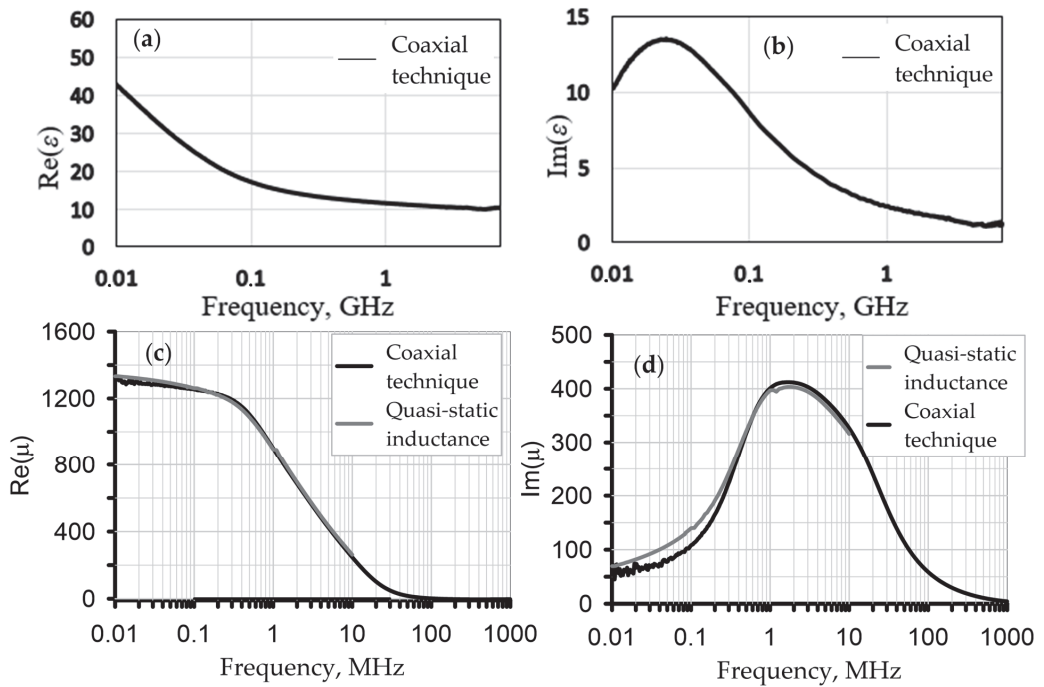 60
50
40
30
20
10
0
Re(ε)
(a)
Coaxial
technique
0.01
0.1
1
Frequency, GHz
15
10
5
0
Im(ε)
(b)
Coaxial
technique
0.01
0.1
1
Frequency, GHz
1600
1200
800
400
0
Re(μ)
(c)
Coaxial
technique
Quasi-static
inductance
0.01
0.1
1
10
100
1000
Frequency, MHz
500
400
300
200
100
0
Im(μ)
(d)
Quasi-static
inductance
Coaxial
technique
0.01
0.1
1
10
100
1000
Frequency, MHz